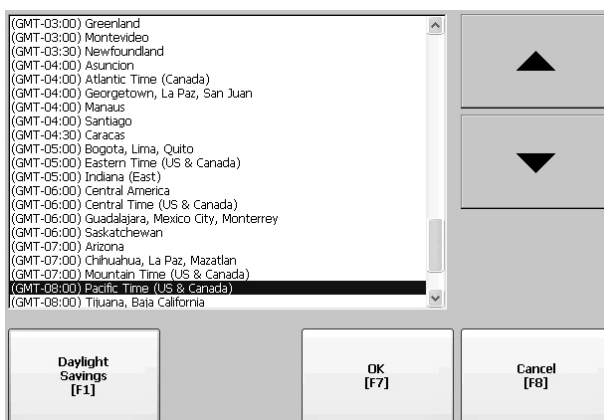 (GMT-03:00) Greenland
(GMT-03:00) Montevideo
(GMT-03:30) Newfoundland
(GMT-04:00) Asuncion
(GMT-04:00) Atlantic Time (Canada)
(GMT-04:00) Georgetown, La Paz, San Juan
(GMT-04:00) Manaus
(GMT-04:00) Santiago
(GMT-04:30) Caracas
(GMT-05:00) Bogota, Lima, Quito
(GMT-05:00) Eastern Time (US & Canada)
(GMT-05:00) Indiana (East)
(GMT-06:00) Central America
(GMT-06:00) Central Time (US & Canada)
(GMT-06:00) Guadalajara, Mexico City, Monterrey
(GMT-06:00) Saskatchewan
(GMT-07:00) Arizona
(GMT-07:00) Chihuahua, La Paz, Mazatlan
(GMT-07:00) Mountain Time (US & Canada)
(GMT-08:00) Pacific Time (US & Canada)
(GMT-08:00) Tijuana, Baja California
Daylight
Savings
[F1]
OK
[F7]
Cancel
[F8]